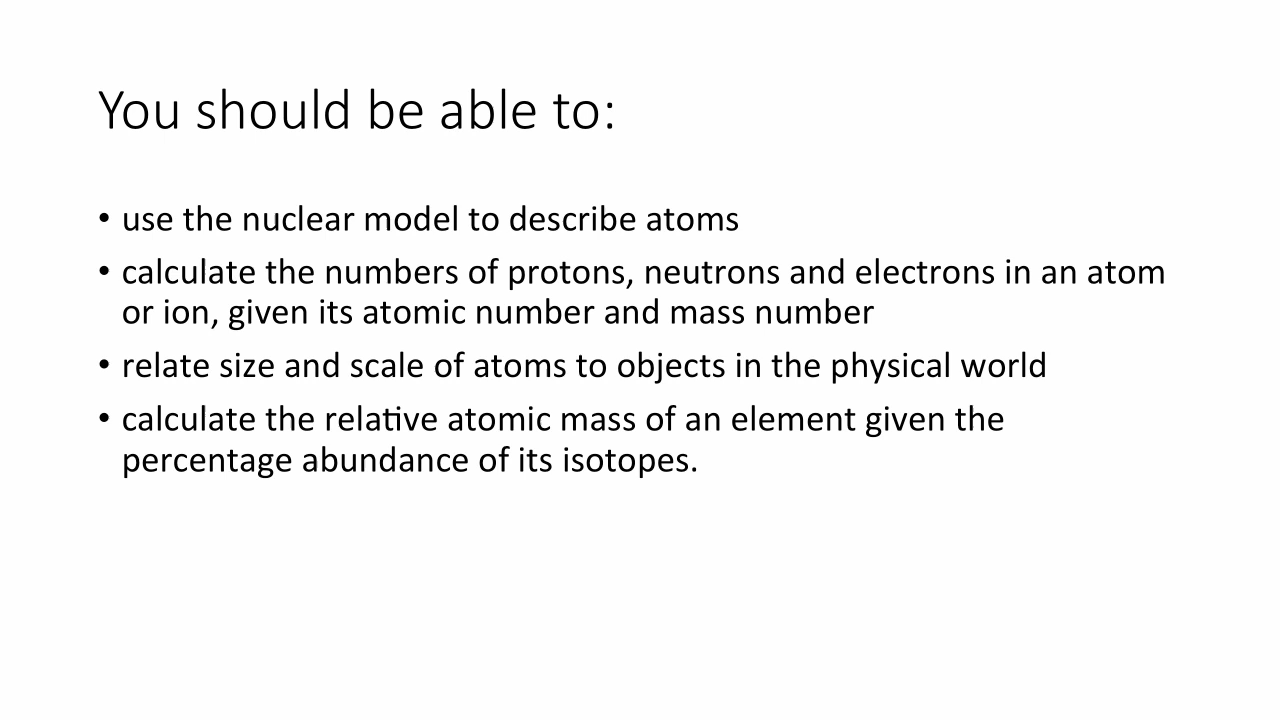 You should be able to:
• use the nuclear model to describe atoms
• calculate the numbers of protons, neutrons and electrons in an atom
or ion, given its atomic number and mass number
• relate size and scale of atoms to objects in the physical world
• calculate the relative atomic mass of an element given the
percentage abundance of its isotopes.